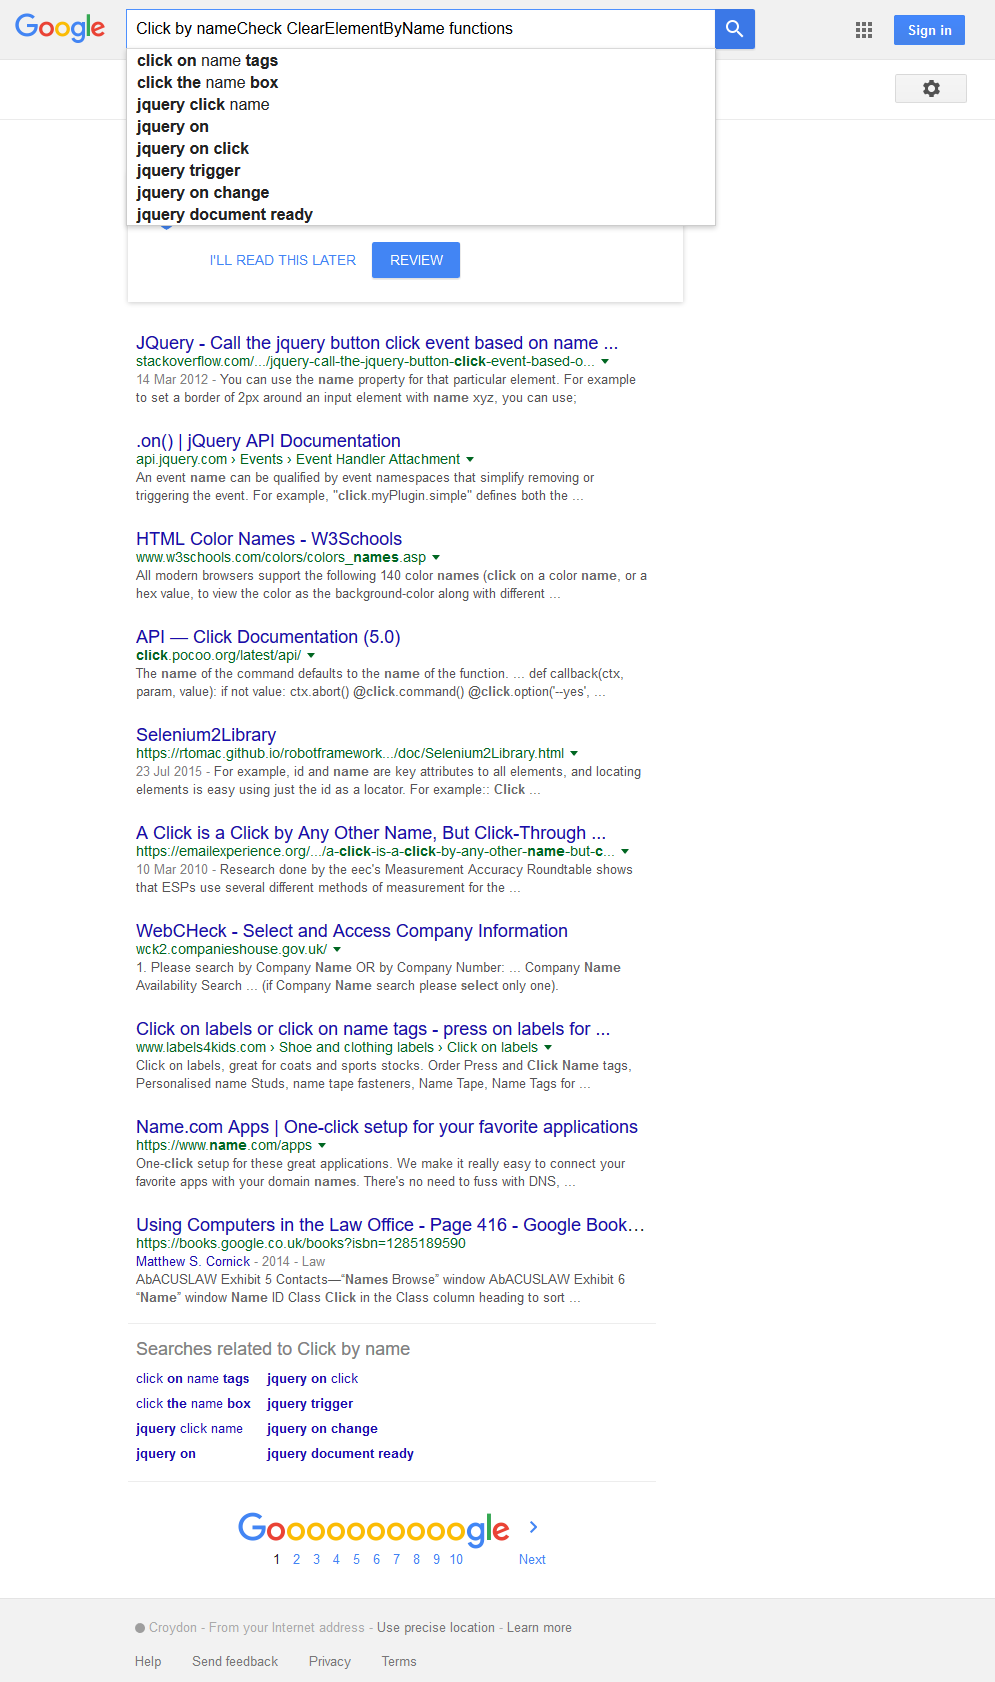 Google
Click by nameCheck ClearElementByName functions
Sign in
click on name tags
click the name box
jquery click name
jquery on
jquery on click
jquery trigger
jquery on change
jquery document ready
I'LL READ THIS LATER
REVIEW
JQuery - Call the jquery button click event based on name ...
stackoverflow.com/.../jquery-call-the-jquery-button-click-event-based-o...
14 Mar 2012 - You can use the name property for that particular element. For example
to set a border of 2px around an input element with name xyz, you can use;
.on() | jQuery API Documentation
api.jquery.com › Events › Event Handler Attachment
An event name can be qualified by event namespaces that simplify removing or
triggering the event. For example, "click.myPlugin.simple" defines both the ...
HTML Color Names - W3Schools
www.w3schools.com/colors/colors_names.asp
All modern browsers support the following 140 color names (click on a color name, or a
hex value, to view the color as the background-color along with different ...
API — Click Documentation (5.0)
click.pocoo.org/latest/api/
The name of the command defaults to the name of the function. ... def callback(ctx,
param, value): if not value: ctx.abort() @click.command() @click.option('--yes', ...
Selenium2Library
https://rtomac.github.io/robotframework.../doc/Selenium2Library.html
23 Jul 2015 - For example, id and name are key attributes to all elements, and locating
elements is easy using just the id as a locator. For example:: Click ...
A Click is a Click by Any Other Name, But Click-Through ...
https://emailexperience.org/.../a-click-is-a-click-by-any-other-name-but-c...
10 Mar 2010 - Research done by the eec's Measurement Accuracy Roundtable shows
that ESPs use several different methods of measurement for the ...
WebCHeck - Select and Access Company Information
wck2.companieshouse.gov.uk/
1. Please search by Company Name OR by Company Number: ... Company Name
Availability Search ... (if Company Name search please select only one).
Click on labels or click on name tags - press on labels for ...
www.labels4kids.com › Shoe and clothing labels › Click on labels
Click on labels, great for coats and sports stocks. Order Press and Click Name tags,
Personalised name Studs, name tape fasteners, Name Tape, Name Tags for ...
Name.com Apps | One-click setup for your favorite applications
https://www.name.com/apps
One-click setup for these great applications. We make it really easy to connect your
favorite apps with your domain names. There's no need to fuss with DNS, ...
Using Computers in the Law Office - Page 416 - Google Book...
https://books.google.co.uk/books?isbn=1285189590
Matthew S. Cornick - 2014 - Law
AbACUSLAW Exhibit 5 Contacts—“Names Browse” window AbACUSLAW Exhibit 6
“Name” window Name ID Class Click in the Class column heading to sort ...
Searches related to Click by name
click on name tags jquery on click
click the name box jquery trigger
jquery click name jquery on change
jquery on jquery document ready
Goooooooooogle
1 2 3 4 5 6 7 8 9 10 Next
Croydon - From your Internet address - Use precise location - Learn more
Help Send feedback Privacy Terms